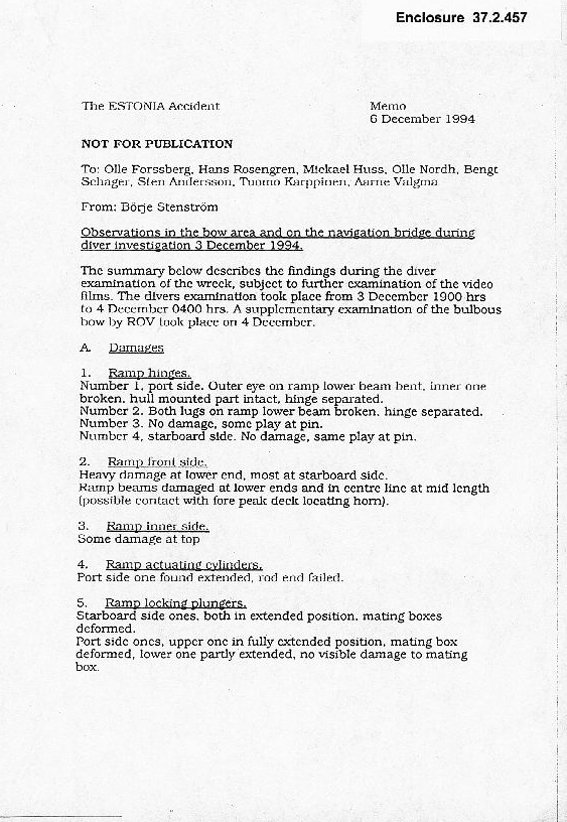 Enclosure 37.2.457
The ESTONIA Accident Memo
6 December 1994
NOT FOR PUBLICATION
To: Olle Forssberg, Hans Rosengren, Mickael Huss, Olle Nordh, Bengt
Schager, Sten Andersson, Tuomo Karppinen, Aarne Valgma
From: Börje Stenström
Observations in the bow area and on the navigation bridge during
diver investigation 3 December 1994.
The summary below describes the findings during the diver
examination of the wreck, subject to further examination of the video
films. The divers examination took place from 3 December 1900 hrs
to 4 December 0400 hrs. A supplementary examination of the bulbous
bow by ROV took place on 4 December.
A. Damages
1. Ramp hinges.
Number 1, port side. Outer eye on ramp lower beam bent, inner one
broken, hull mounted part intact, hinge separated.
Number 2. Both lugs on ramp lower beam broken, hinge separated.
Number 3. No damage, some play at pin.
Number 4, starboard side. No damage, same play at pin.
2. Ramp front side.
Heavy damage at lower end, most at starboard side.
Ramp beams damaged at lower ends and in centre line at mid length
(possible contact with fore peak deck locating horn).
3. Ramp inner side.
Some damage at top
4. Ramp actuating cylinders.
Port side one found extended, rod end failed.
5. Ramp locking plungers.
Starboard side ones, both in extended position, mating boxes
deformed.
Port side ones, upper one in fully extended position, mating box
deformed, lower one partly extended, no visible damage to mating
box.